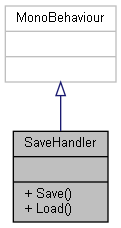 MonoBehaviour
SaveHandler
+ Save()
+ Load()